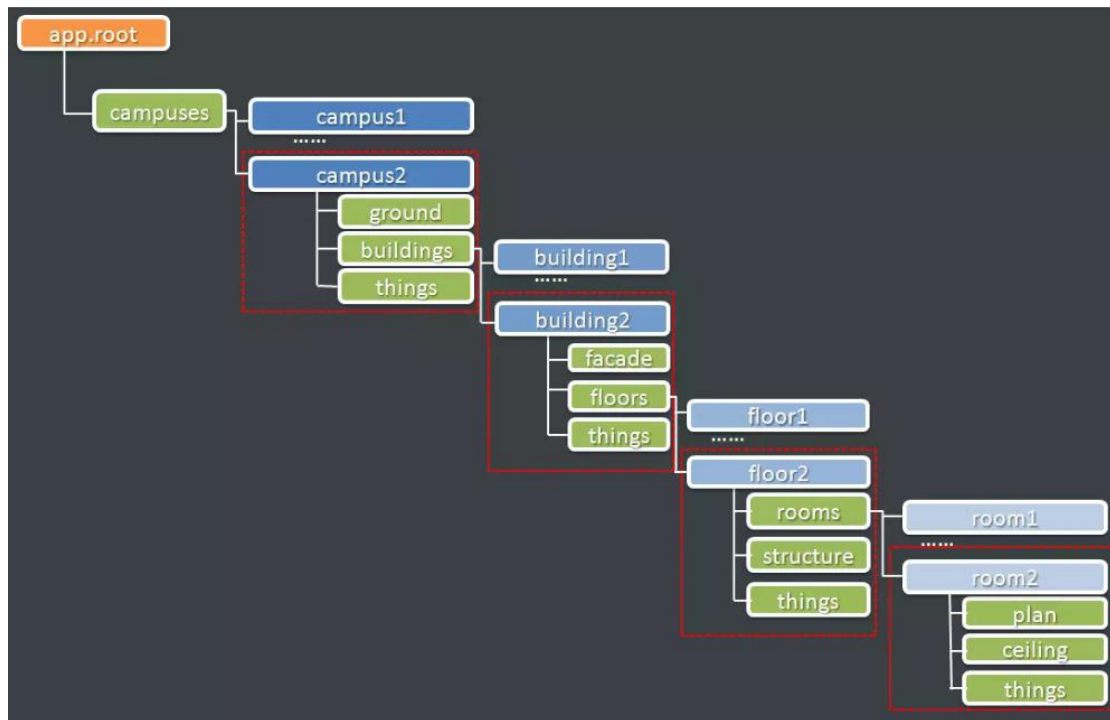 app.root
campuses
campus1
......
campus2
ground
buildings
things
building1
......
building2
facade
floors
things
floor1
......
floor2
rooms
structure
things
room1
......
room2
plan
ceiling
things